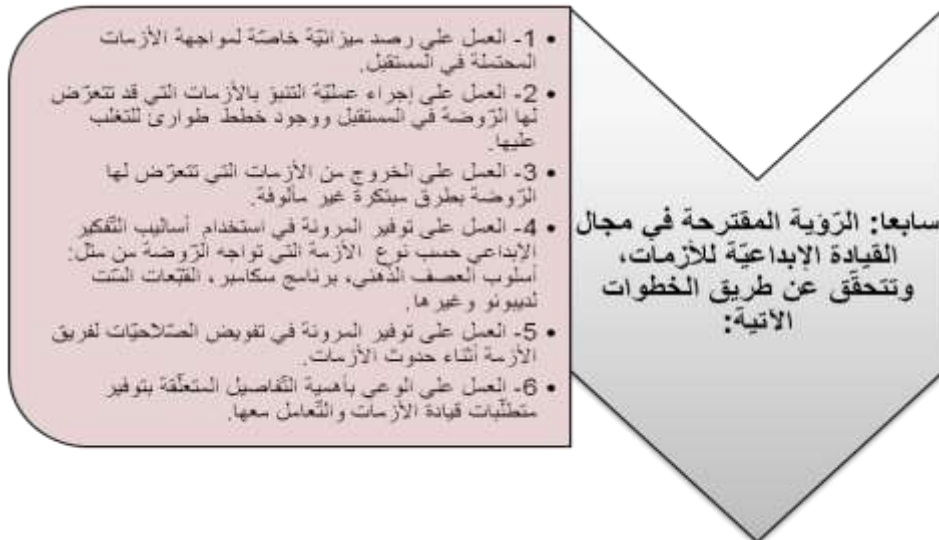 سابعا: الرّؤية المقترحة في مجال
القيادة الإبداعيّة للأزمات،
وتتحقّق عن طريق الخطوات
الآتية:
• 1- العمل على رصد ميزانيّة خاصّة لمواجهة الأزمات
المحتملة في المستقبل.
• 2- العمل على إجراء عمليّة التنبؤ بالأزمات التي قد تتعرّض
لها الرّوضة في المستقبل ووجود خطط طوارئ للتغلب
عليها.
• 3- العمل على الخروج من الأزمات التي تتعرّض لها
الرّوضة بطرق مبتكرة غير مألوفة.
• 4- العمل على توفير المرونة في استخدام أساليب التّفكير
الإبداعي حسب نوع الأزمة التي تواجه الرّوضة من مثل:
أسلوب العصف الذّهني، برنامج سكامبر، القبّعات السّت
لديبونو وغيرها.
• 5- العمل على توفير المرونة في تفويض الصّلاحيّات لفريق
الأزمة أثناء حدوث الأزمات.
• 6- العمل على الوعي بأهمية التّفاصيل المتعلّقة بتوفير
متطلّبات قيادة الأزمات والتّعامل معها.